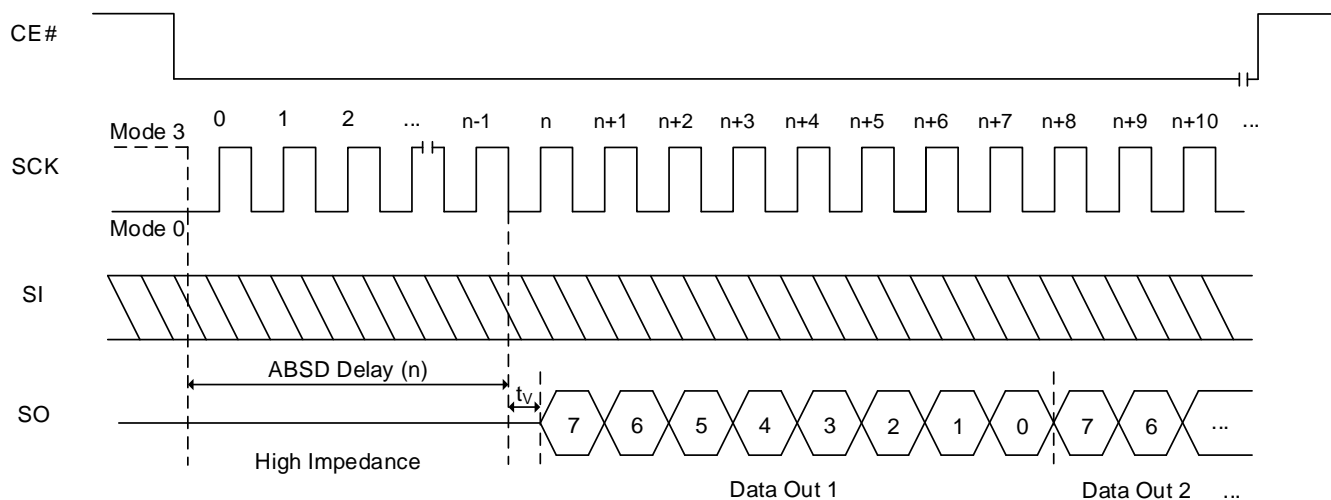 CE#
0 1 2 ... n-1 n n+1 n+2 n+3 n+4 n+5 n+6 n+7 n+8 n+9 n+10 ...
Mode 3
SCK
Mode 0
SI
ABSD Delay (n)
tV
SO
7 6 5 4 3 2 1 0 7 6 ...
High Impedance
Data Out 1 Data Out 2 ...